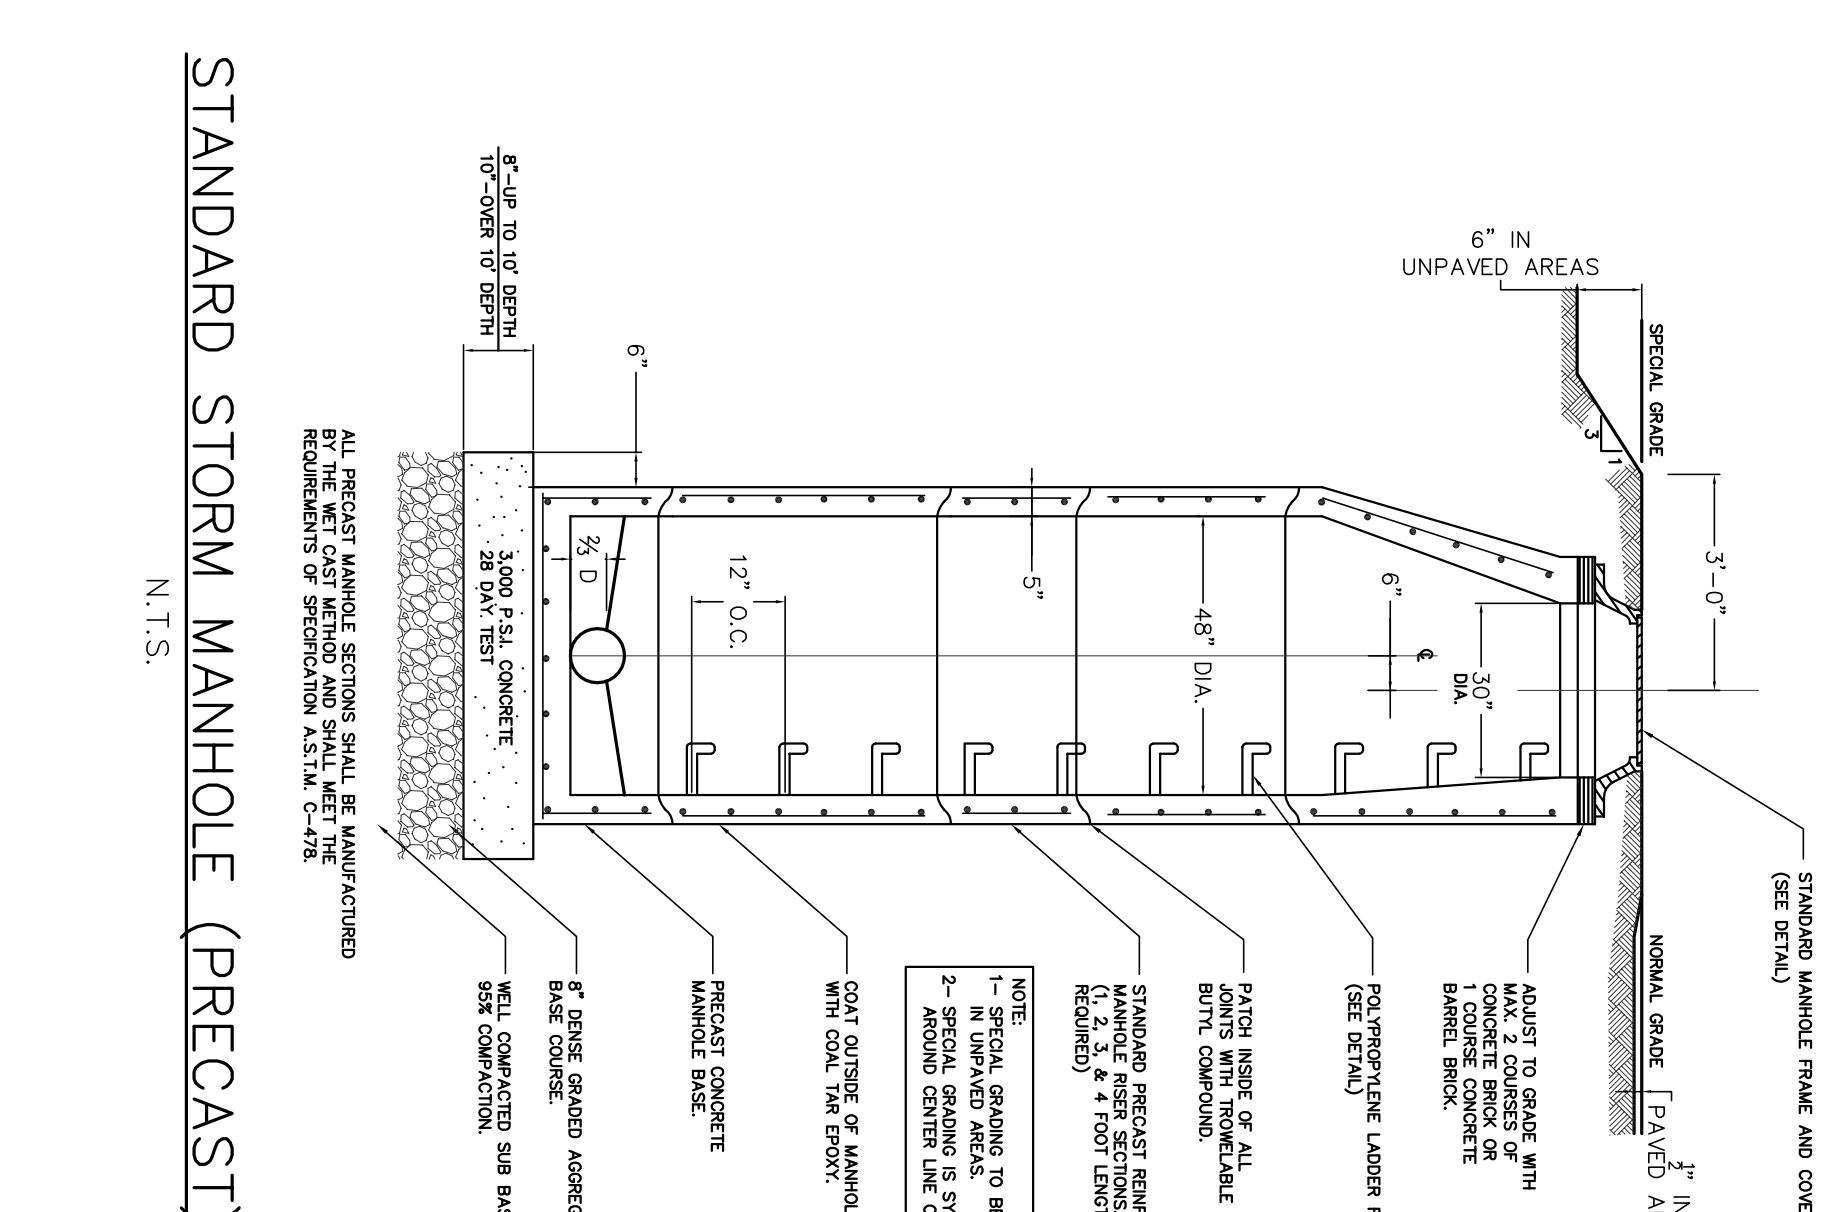 STANDARD MANHOLE FRAME AND COVE
(SEE DETAIL)
3'-0"
SPECIAL GRADE
NORMAL GRADE
6" IN
UNPAVED AREAS
3
1
½" IN
PAVED A
ADJUST TO GRADE WITH
MAX. 2 COURSES OF
CONCRETE BRICK OR
1 COURSE CONCRETE
BARREL BRICK.
30"
DIA.
℄
6"
POLYPROPYLENE LADDER
(SEE DETAIL)
48" DIA.
PATCH INSIDE OF ALL
JOINTS WITH TROWELABLE
BUTYL COMPOUND.
5"
STANDARD PRECAST REINF
MANHOLE RISER SECTIONS.
(1, 2, 3, & 4 FOOT LENGT
REQUIRED)
NOTE:
1- SPECIAL GRADING TO BE
IN UNPAVED AREAS.
2- SPECIAL GRADING IS SY
AROUND CENTER LINE
12" O.C.
COAT OUTSIDE OF MANHOL
WITH COAL TAR EPOXY.
6"
⅔ D
PRECAST CONCRETE
MANHOLE BASE.
8"-UP TO 10' DEPTH
10"-OVER 10' DEPTH
3,000 P.S.I. CONCRETE
28 DAY. TEST
8" DENSE GRADED AGGREG
BASE COURSE.
WELL COMPACTED SUB BAS
95% COMPACTION.
ALL PRECAST MANHOLE SECTIONS SHALL BE MANUFACTURED
BY THE WET CAST METHOD AND SHALL MEET THE
REQUIREMENTS OF SPECIFICATION A.S.T.M. C-478.
STANDARD STORM MANHOLE (PRECAST)
N.T.S.